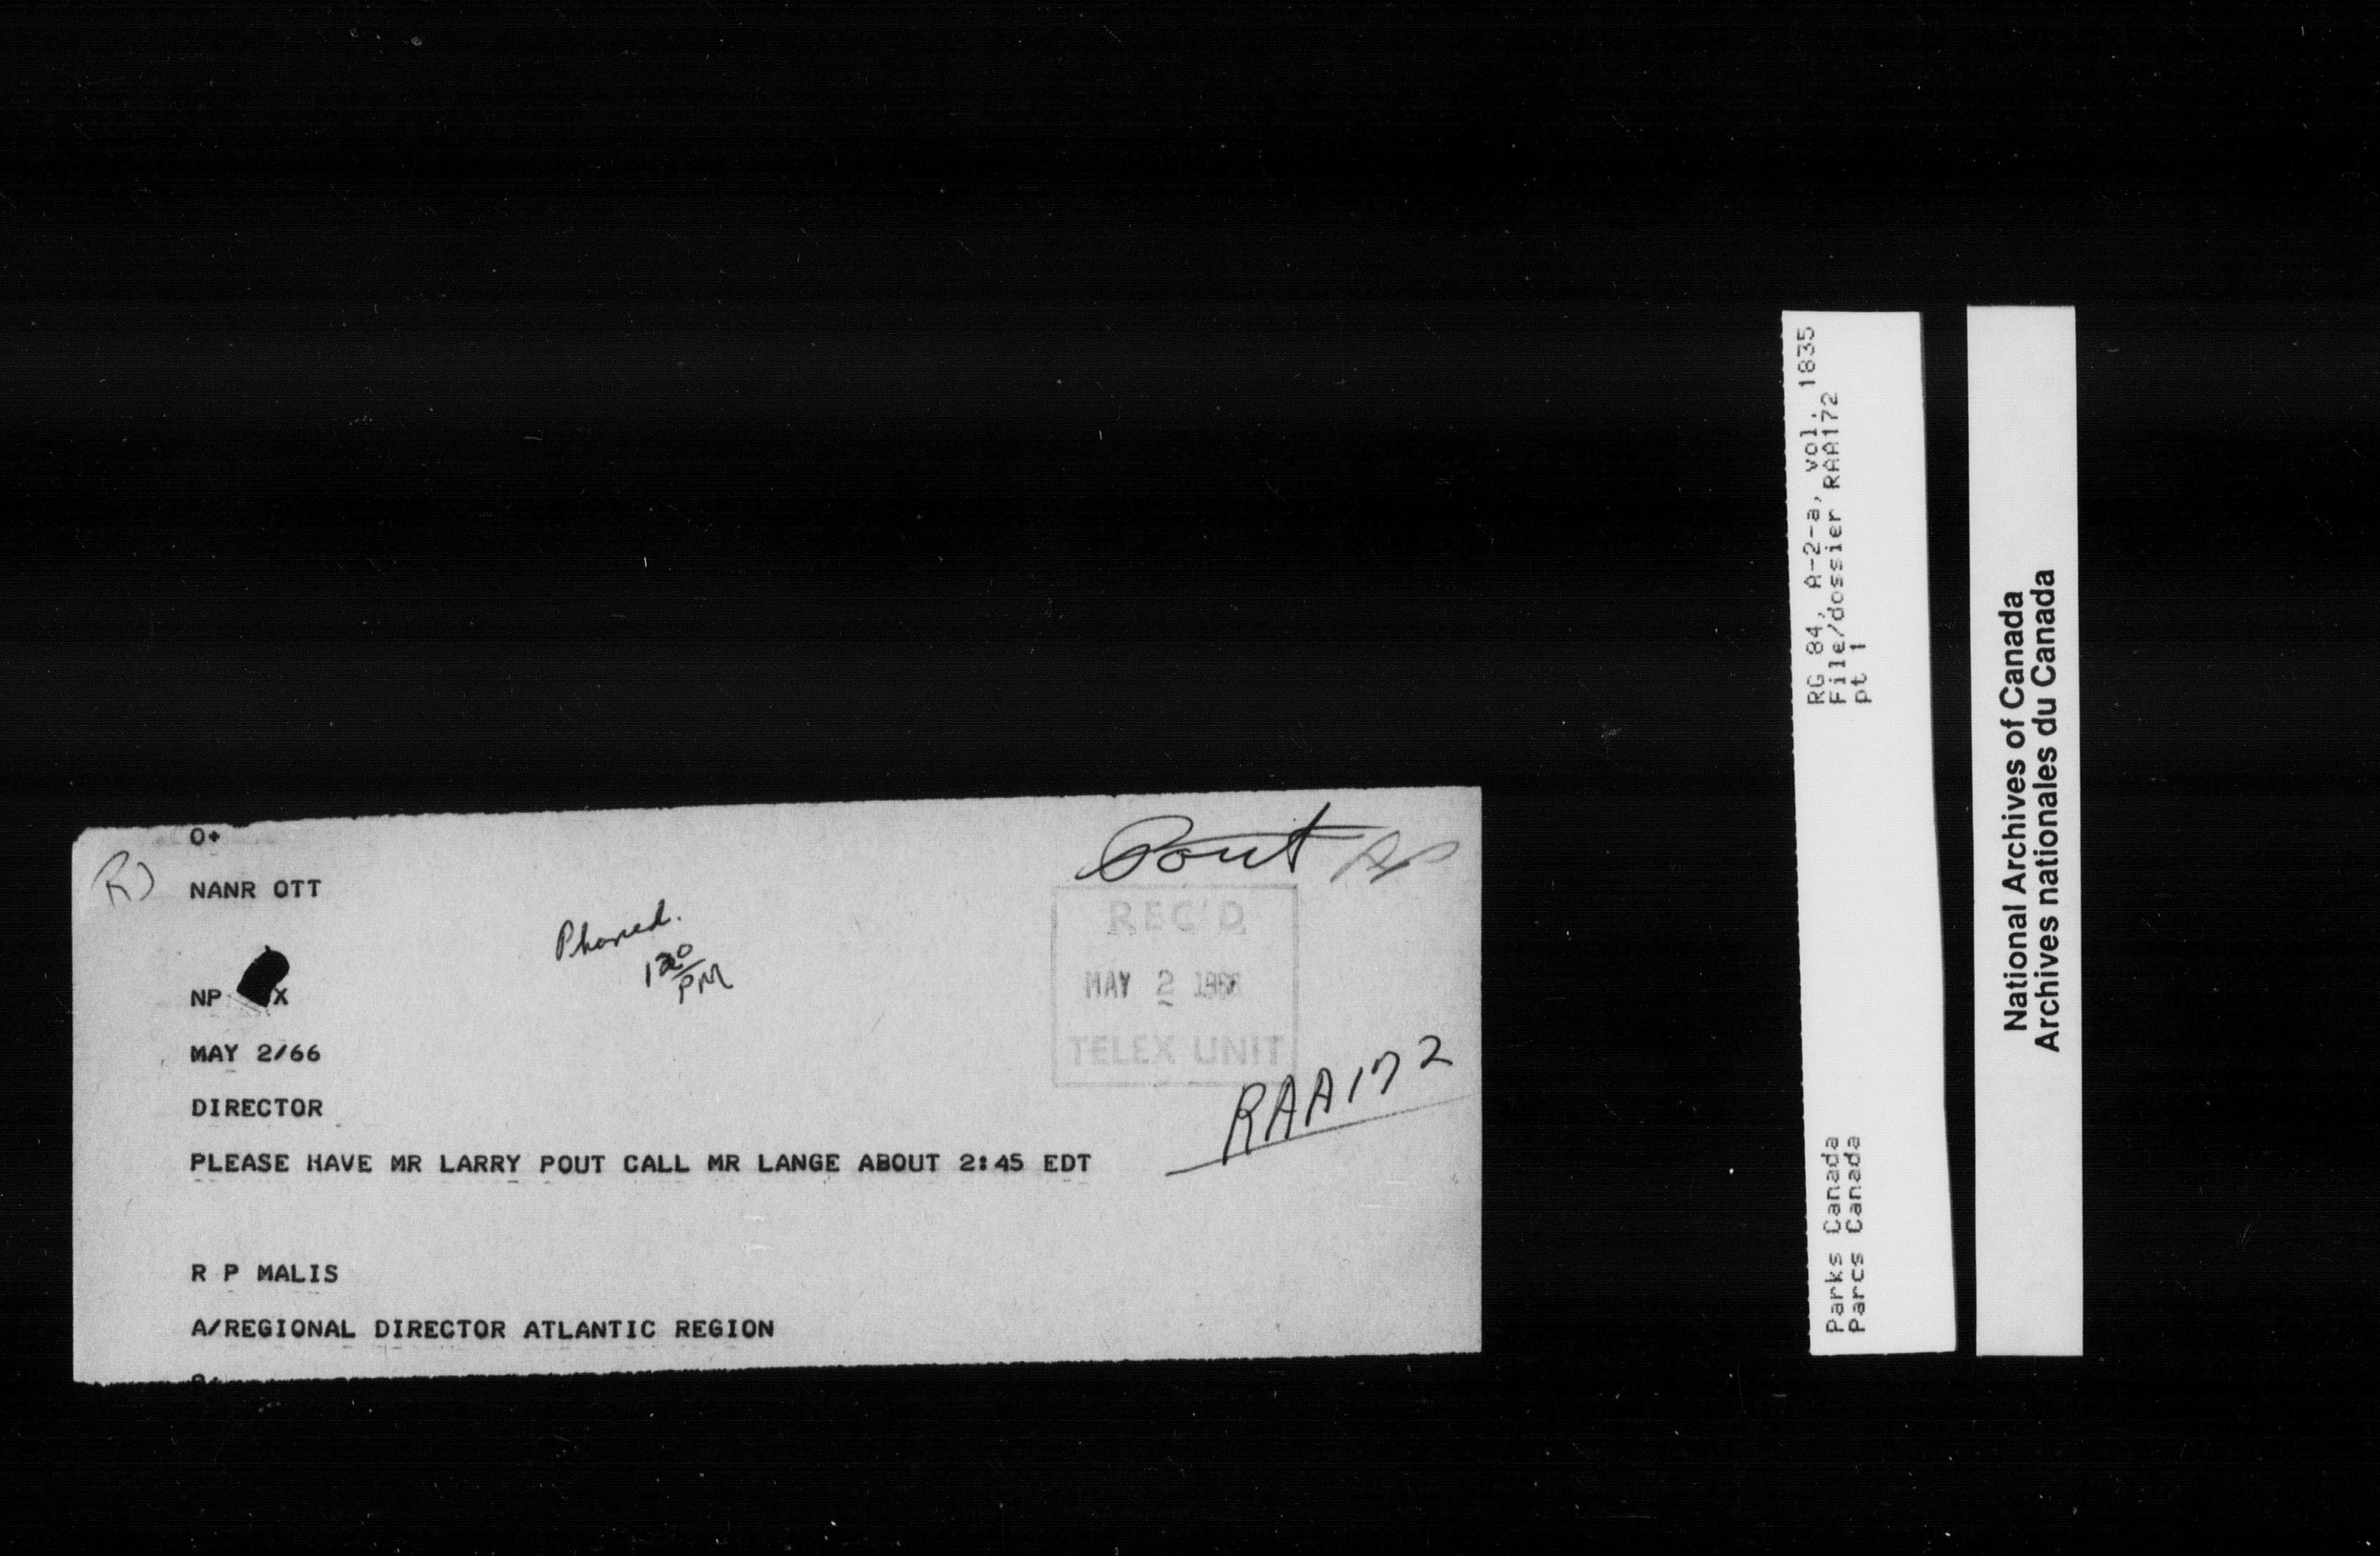 O+
R)
NANR OTT
Pout
Phoned.
1 20
PM
REC'D
MAY 2 1966
TELEX UNIT
NP X
MAY 2/66
DIRECTOR
RAA172
PLEASE HAVE MR LARRY POUT CALL MR LANGE ABOUT 2:45 EDT
R P MALIS
A/REGIONAL DIRECTOR ATLANTIC REGION
RG 84, A-2-a, vol. 1835
File/dossier RAA172
pt 1
Parks Canada
Parcs Canada
National Archives of Canada
Archives nationales du Canada